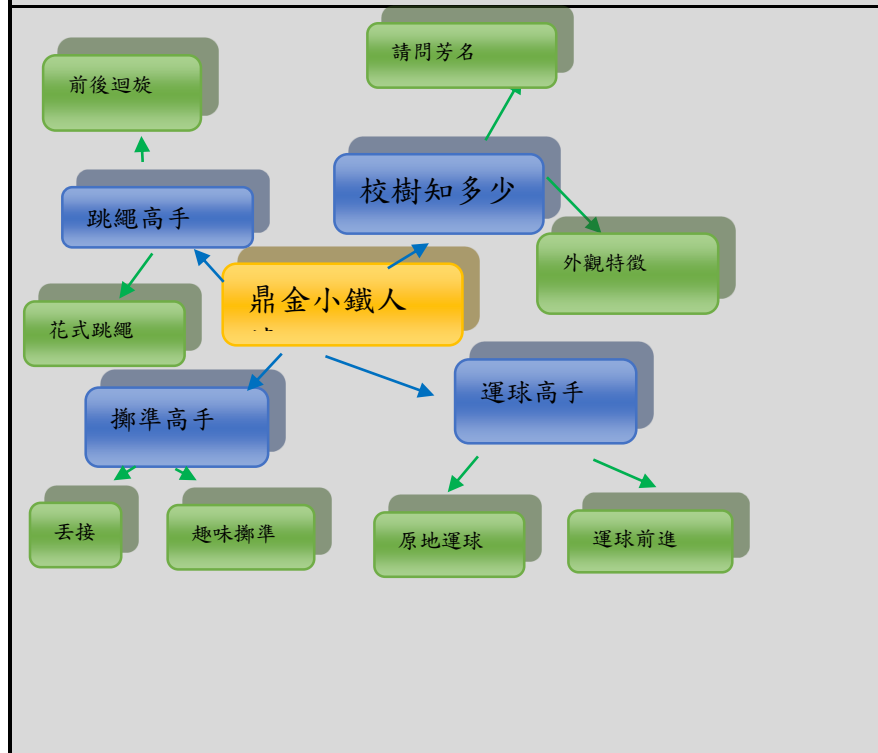 請問芳名
前後迴旋
校樹知多少
跳繩高手
外觀特徵
鼎金小鐵人
花式跳繩
運球高手
擲準高手
丟接
趣味擲準
原地運球
運球前進